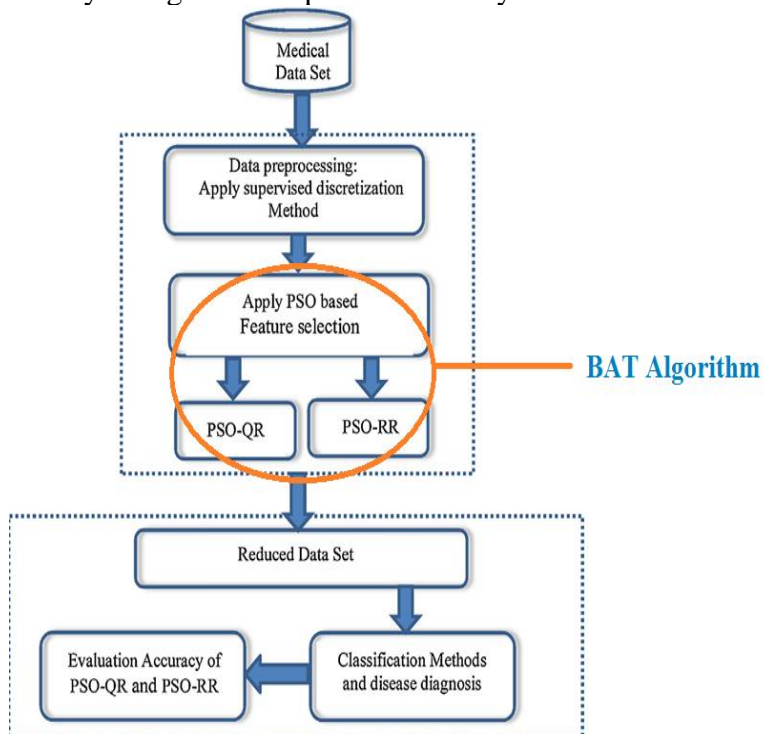 Medical
Data Set
Data preprocessing:
Apply supervised discretization
Method
Apply PSO based
Feature selection
BAT Algorithm
PSO-QR
PSO-RR
Reduced Data Set
Evaluation Accuracy of
PSO-QR and PSO-RR
Classification Methods
and disease diagnosis